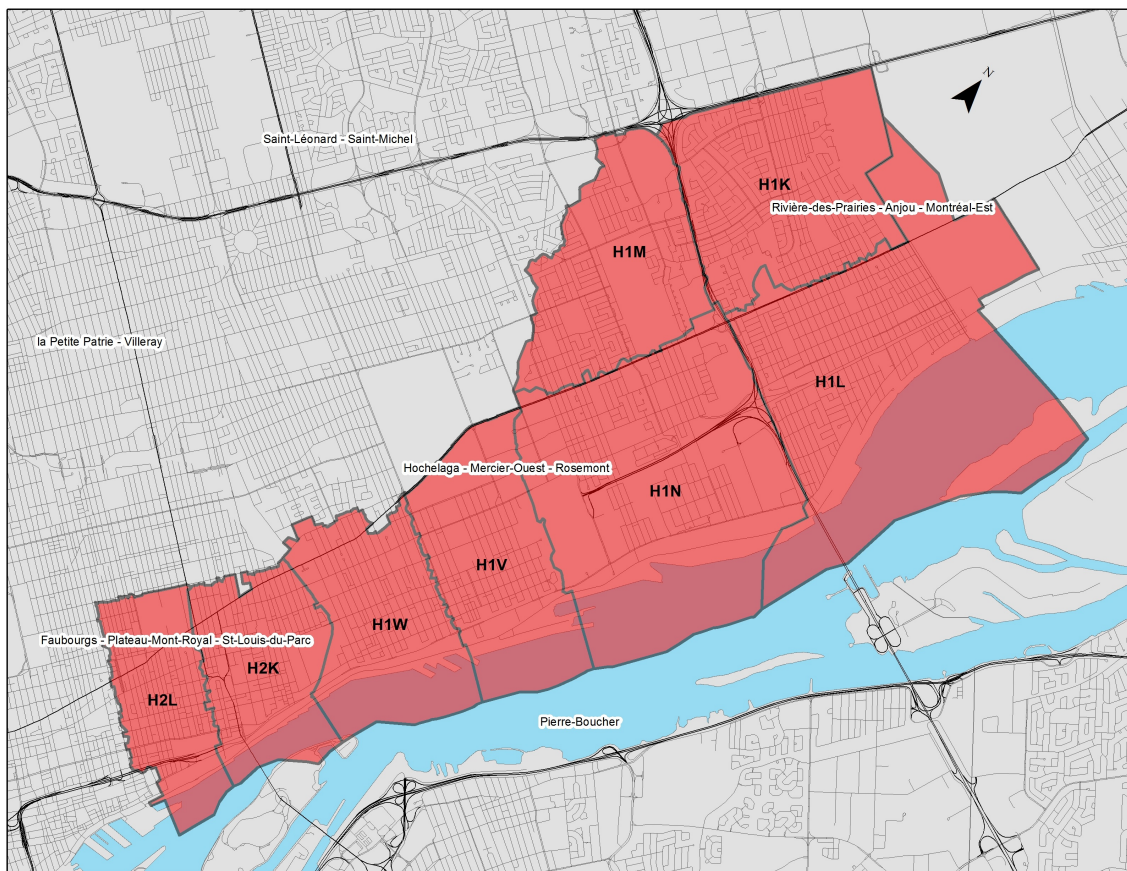 N
Saint-Léonard - Saint-Michel
H1K
Rivière-des-Prairies - Anjou - Montréal-Est
H1M
la Petite Patrie - Villeray
H1L
Hochelaga - Mercier-Ouest - Rosemont
H1N
H1V
H1W
Faubourgs - Plateau-Mont-Royal - St-Louis-du-Parc
H2K
H2L
Pierre-Boucher